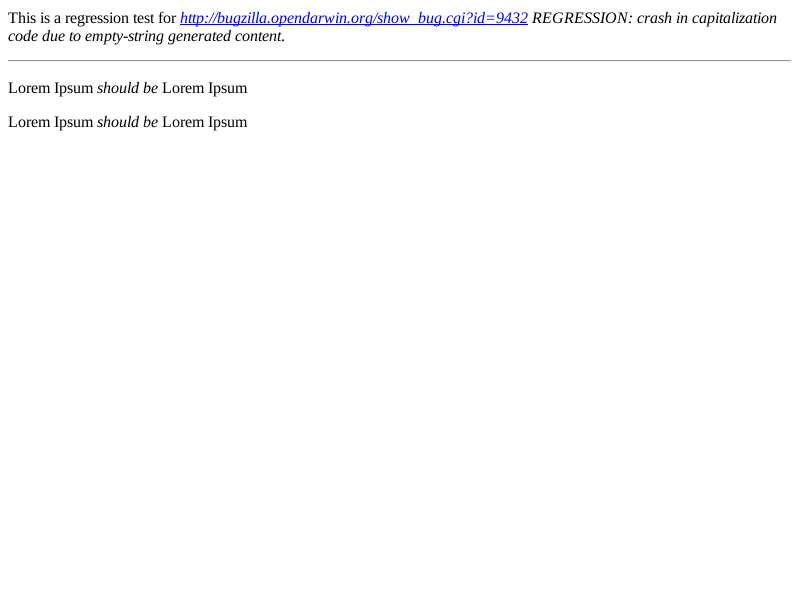 This is a regression test for http://bugzilla.opendarwin.org/show_bug.cgi?id=9432 REGRESSION: crash in capitalization
code due to empty-string generated content.
Lorem Ipsum should be Lorem Ipsum
Lorem Ipsum should be Lorem Ipsum